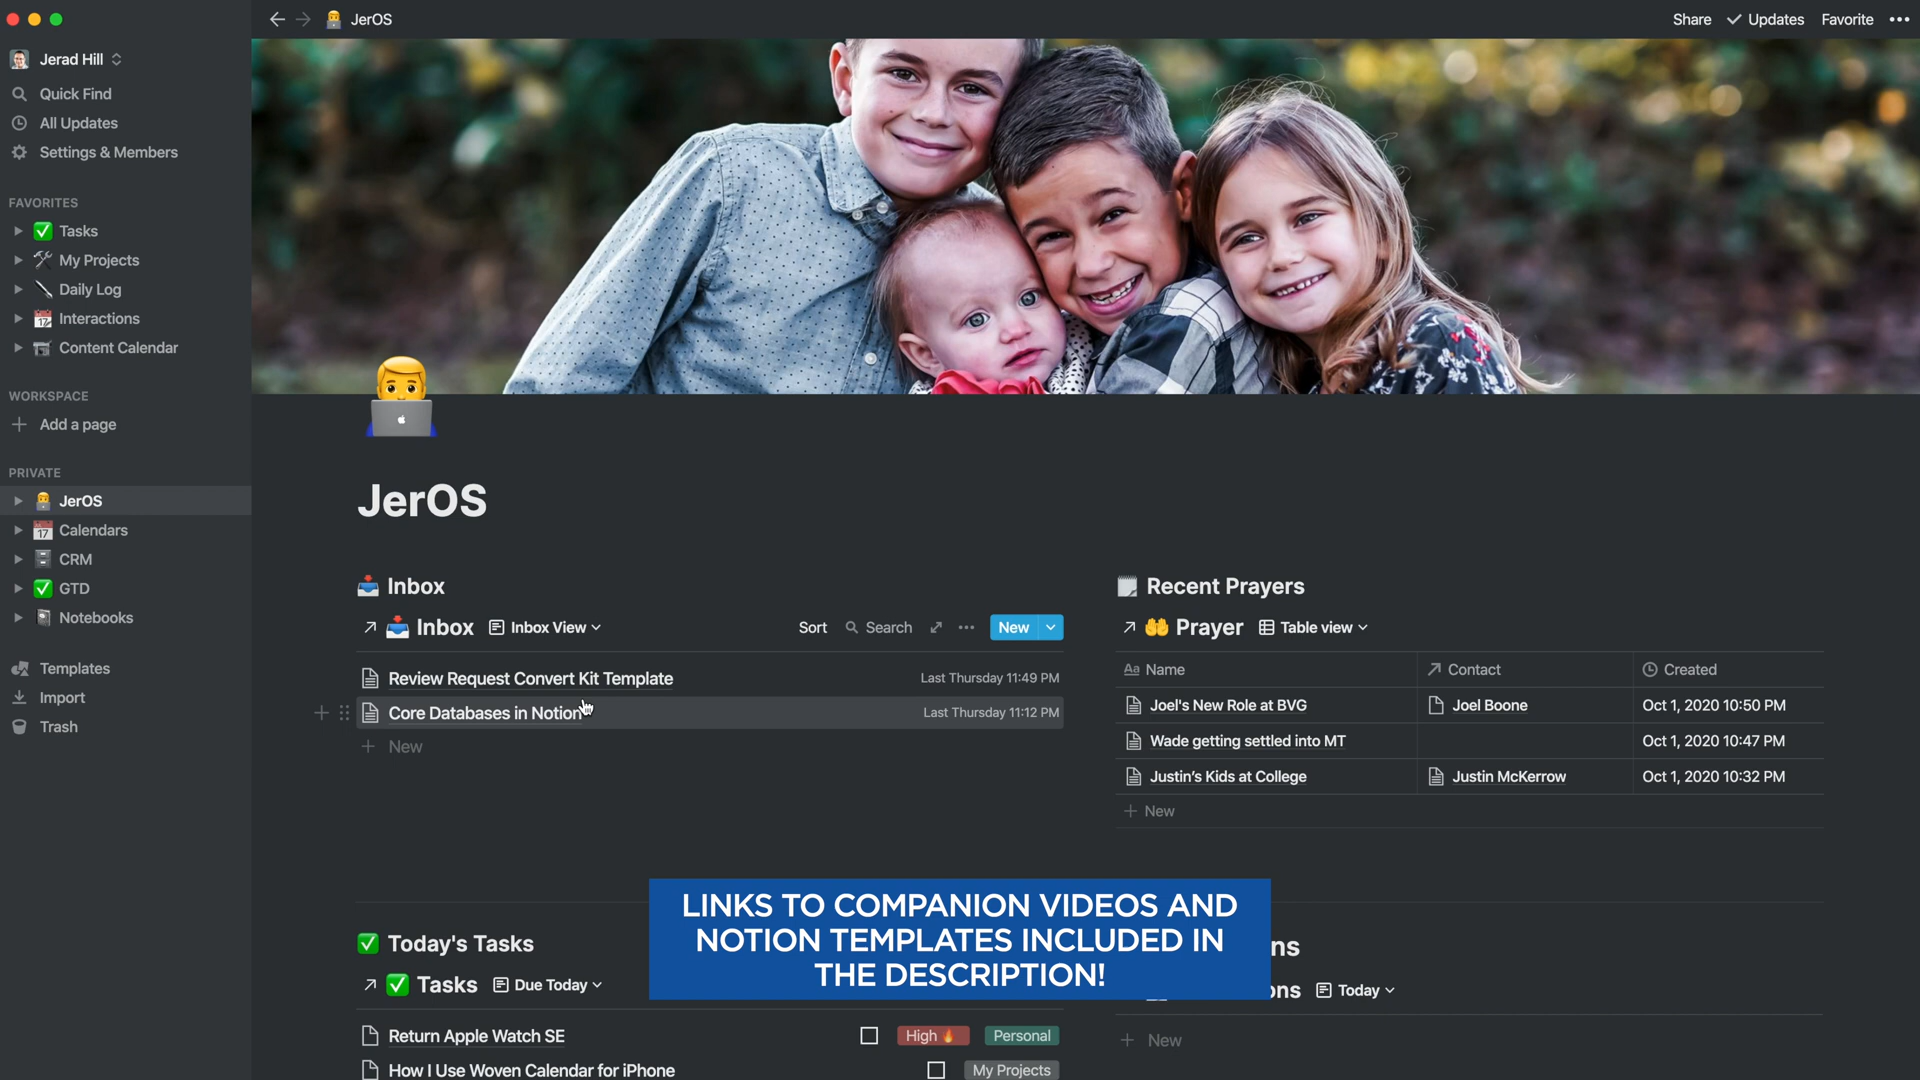 JerOS
Share
Updates
Favorite
Jerad Hill
Quick Find
All Updates
Settings & Members
FAVORITES
Tasks
My Projects
Daily Log
Interactions
Content Calendar
WORKSPACE
Add a page
PRIVATE
JerOS
Calendars
CRM
GTD
Notebooks
Templates
Import
Trash
JerOS
Inbox
Inbox Inbox View Sort Search New
Review Request Convert Kit Template Last Thursday 11:49 PM
Core Databases in Notion Last Thursday 11:12 PM
New
Recent Prayers
Prayer Table view
Aa Name Contact Created
Joel's New Role at BVG Joel Boone Oct 1, 2020 10:50 PM
Wade getting settled into MT Oct 1, 2020 10:47 PM
Justin's Kids at College Justin McKerrow Oct 1, 2020 10:32 PM
New
Today's Tasks
Tasks Due Today
Return Apple Watch SE High Personal
How I Use Woven Calendar for iPhone My Projects
LINKS TO COMPANION VIDEOS AND
NOTION TEMPLATES INCLUDED IN
THE DESCRIPTION!
ns
ons Today
New